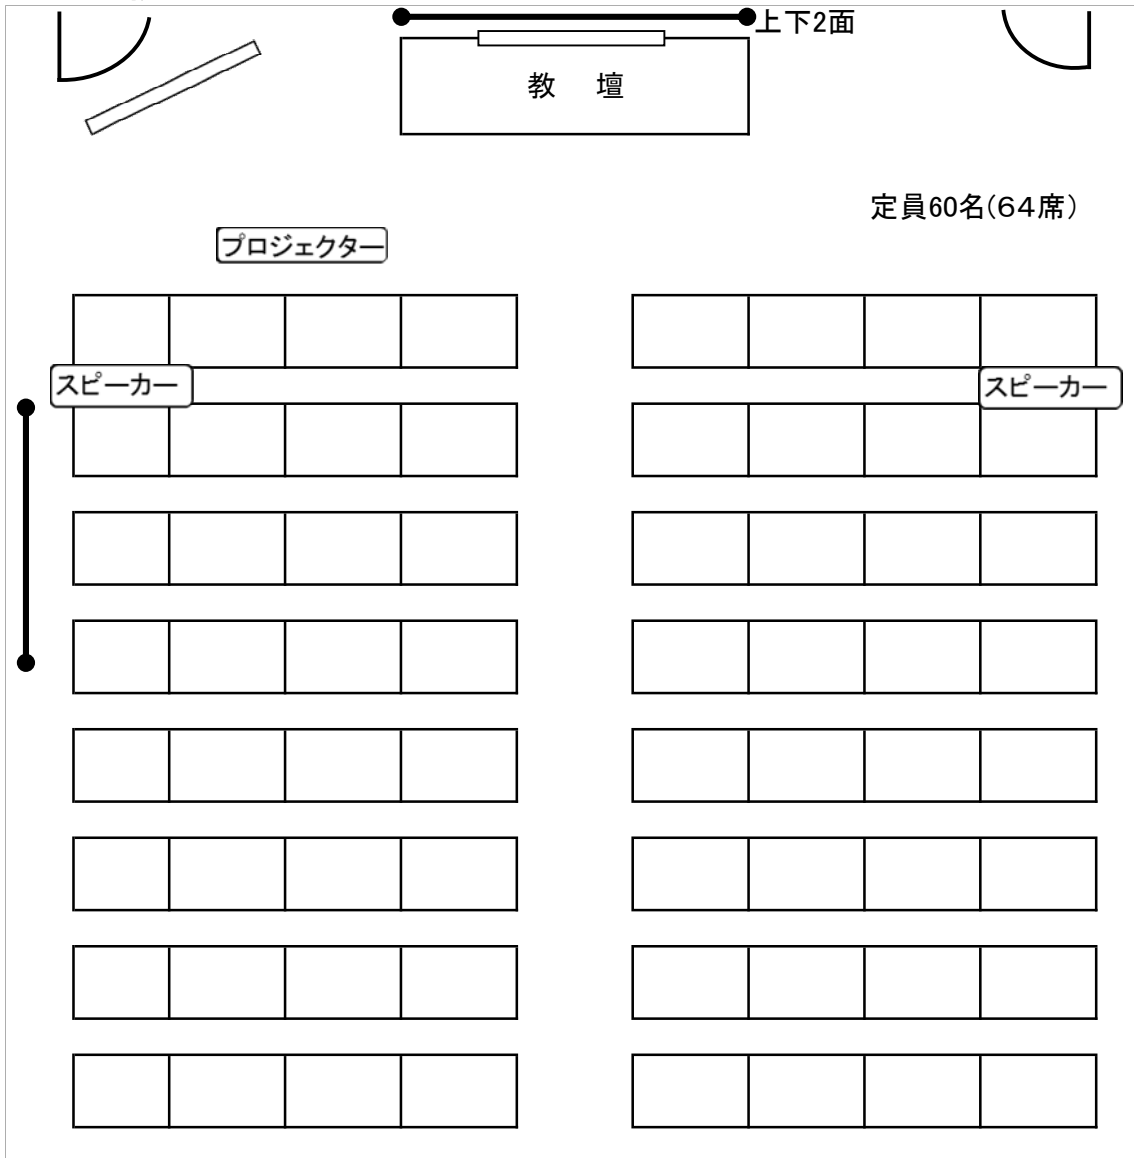 上下2面
教　壇
定員60名(６４席)
プロジェクター
スピーカー
スピーカー